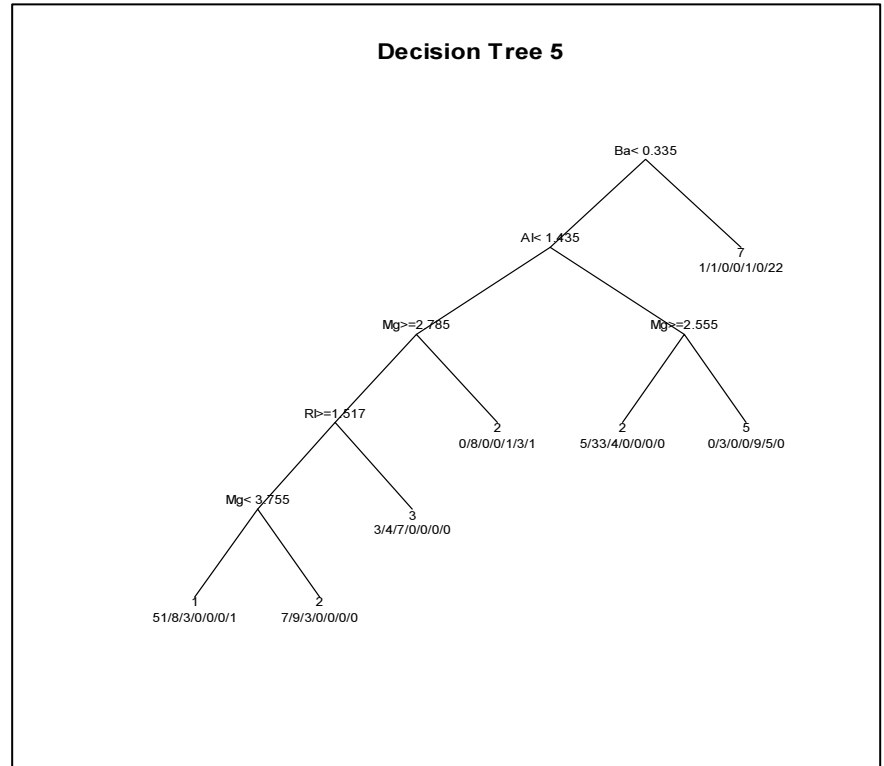 Decision Tree 5
Ba< 0.335
Al< 1.435
7
1/1/0/0/1/0/22
Mg>=2.785
Mg>=2.555
RI>=1.517
2
0/8/0/0/1/3/1
2
5/33/4/0/0/0/0
5
0/3/0/0/9/5/0
Mg< 3.755
3
3/4/7/0/0/0/0
1
51/8/3/0/0/0/1
2
7/9/3/0/0/0/0